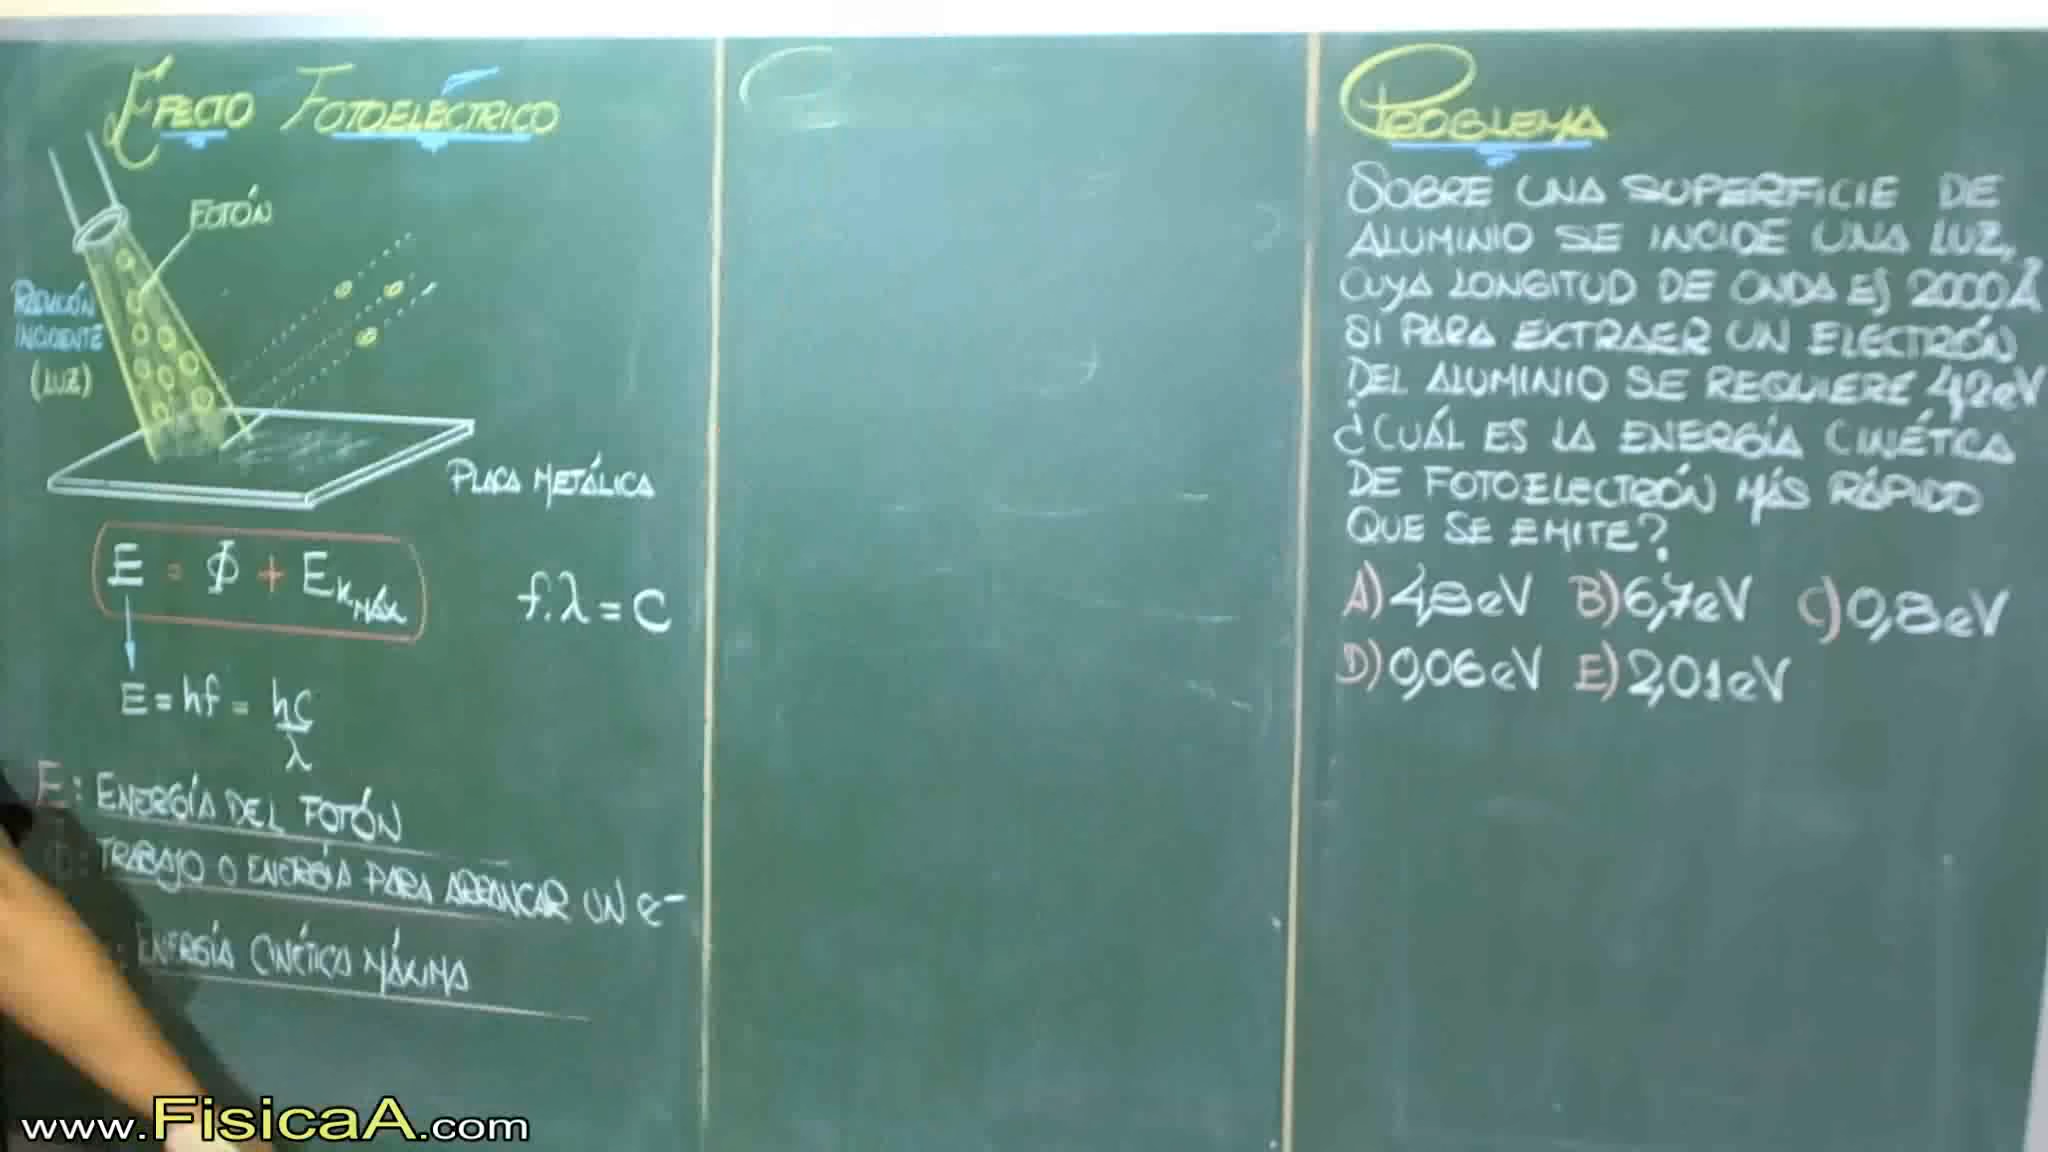 EFECTO FOTOELÉCTRICO
FOTÓN
RADIACIÓN
INCIDENTE
(LUZ)
PLACA METÁLICA
E = Φ + EK MÁX
f.λ = C
E = hf = hC/λ
E: ENERGÍA DEL FOTÓN
Φ: TRABAJO O ENERGÍA PARA ARRANCAR UN e⁻
: ENERGÍA CINÉTICA MÁXIMA
PROBLEMA
SOBRE UNA SUPERFICIE DE
ALUMINIO SE INCIDE UNA LUZ,
CUYA LONGITUD DE ONDA ES 2000Å
SI PARA EXTRAER UN ELECTRÓN
DEL ALUMINIO SE REQUIERE 4,2eV
¿CUÁL ES LA ENERGÍA CINÉTICA
DE FOTOELECTRÓN MÁS RÁPIDO
QUE SE EMITE?
A) 4,8eV B) 6,7eV C) 0,8eV
D) 0,06eV E) 2,01eV
www.FisicaA.com